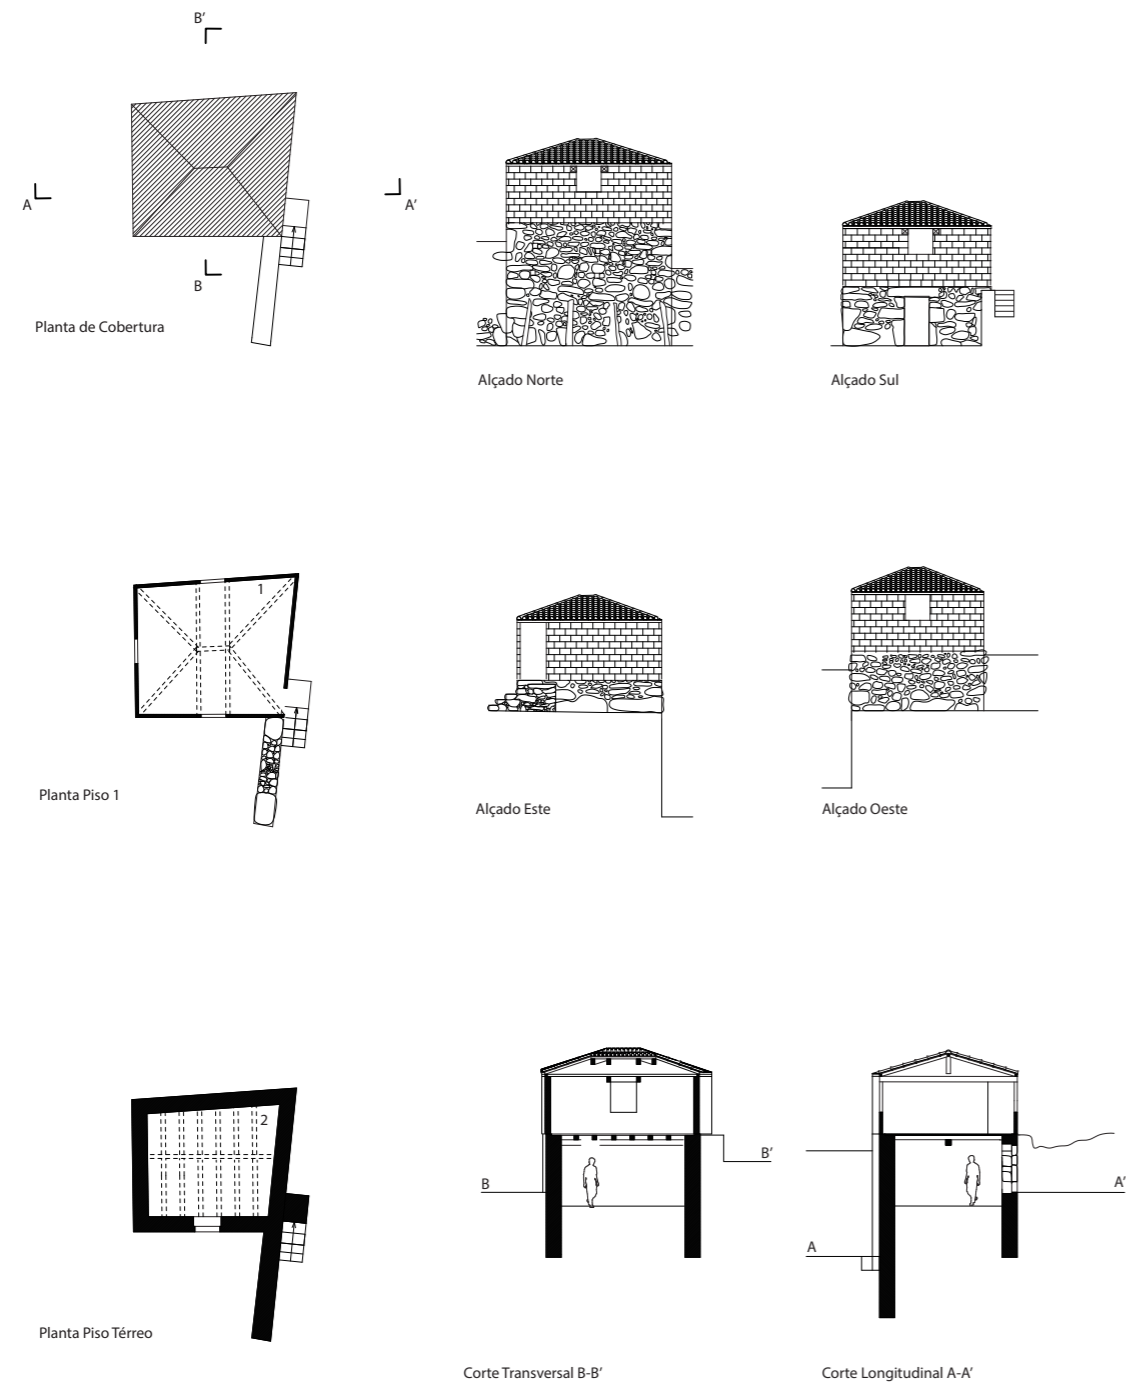 B’
A
A’
B
Planta de Cobertura
Alçado Norte
Alçado Sul
1
Planta Piso 1
Alçado Este
Alçado Oeste
2
B
B’
A
A’
Planta Piso Térreo
Corte Transversal B-B’
Corte Longitudinal A-A’